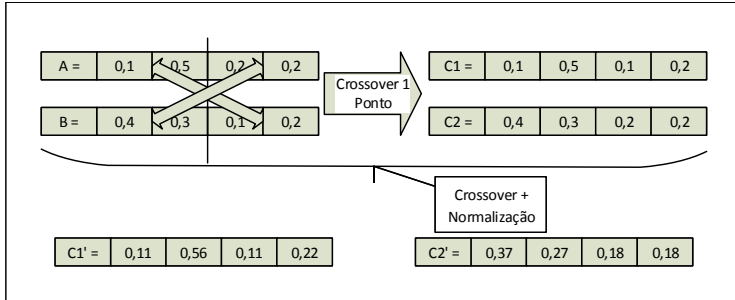 A = 0,1 0,5 0,2 0,2
B = 0,4 0,3 0,1 0,2
Crossover 1
Ponto
C1 = 0,1 0,5 0,1 0,2
C2 = 0,4 0,3 0,2 0,2
Crossover +
Normalização
C1' = 0,11 0,56 0,11 0,22
C2' = 0,37 0,27 0,18 0,18